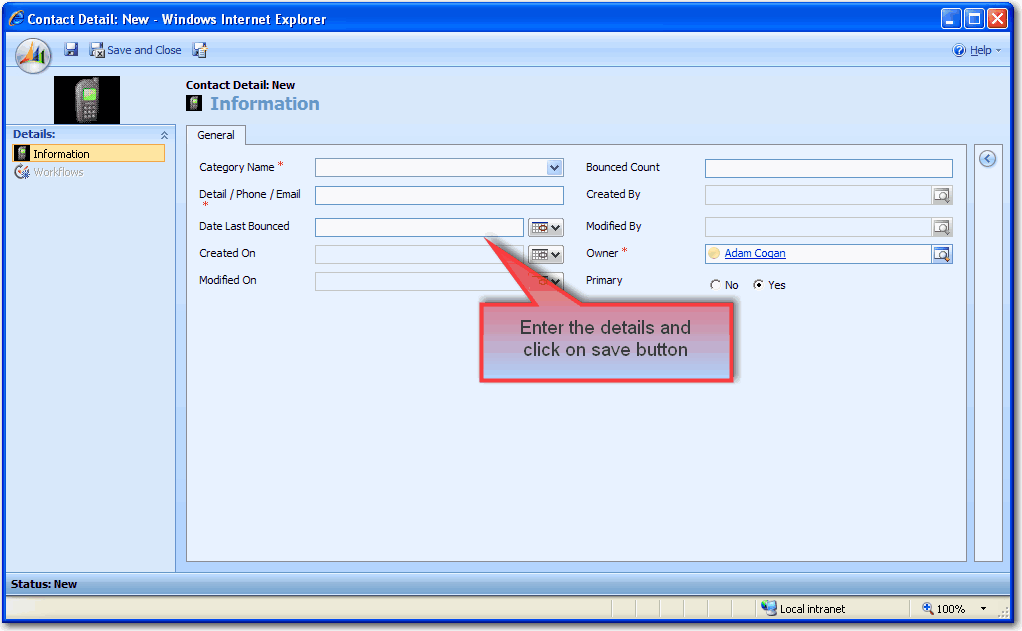 Contact Detail: New - Windows Internet Explorer
Save and Close
Help
Contact Detail: New
Information
Details:
Information
Workflows
General
Category Name *
Bounced Count
Detail / Phone / Email
*
Created By
Date Last Bounced
Modified By
Created On
Owner *
Adam Cogan
Modified On
Primary
No
Yes
Enter the details and
click on save button
Status: New
Local intranet
100%